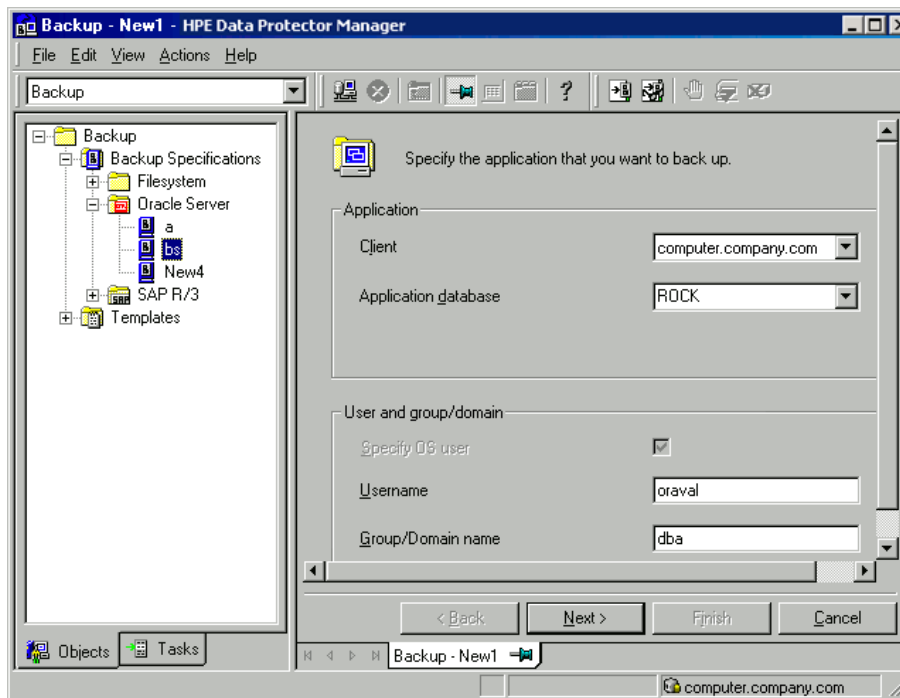 Backup - New1 - HPE Data Protector Manager
File Edit View Actions Help
Backup
?
Backup
Backup Specifications
Filesystem
Oracle Server
a
bs
New4
SAP R/3
Templates
Objects
Tasks
Specify the application that you want to back up.
Application
Client
computer.company.com
Application database
ROCK
User and group/domain
Specify OS user
Username
oraval
Group/Domain name
dba
< Back
Next >
Finish
Cancel
Backup - New1
computer.company.com